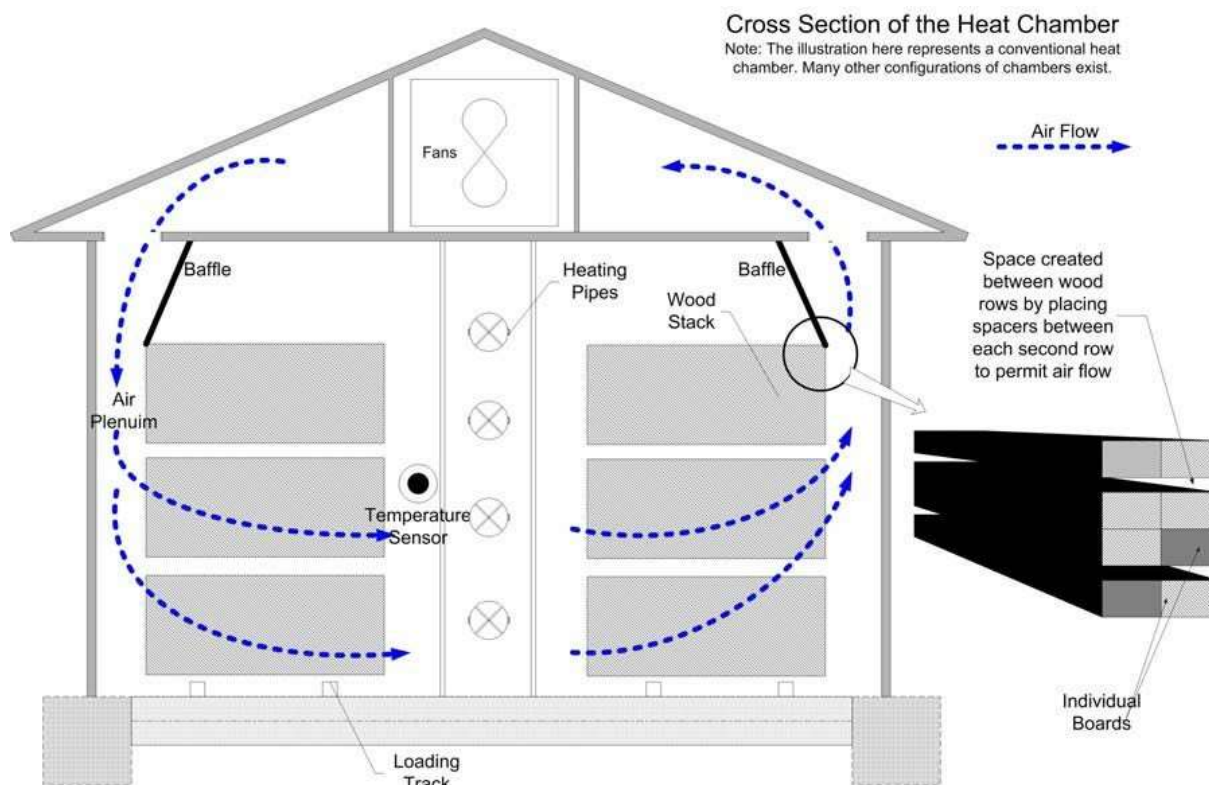 Cross Section of the Heat Chamber
Note: The illustration here represents a conventional heat
chamber. Many other configurations of chambers exist.
Air Flow
Fans
Baffle
Heating
Pipes
Baffle
Wood
Stack
Space created
between wood
rows by placing
spacers between
each second row
to permit air flow
Air
Plenuim
Temperature
Sensor
Individual
Boards
Loading
Track